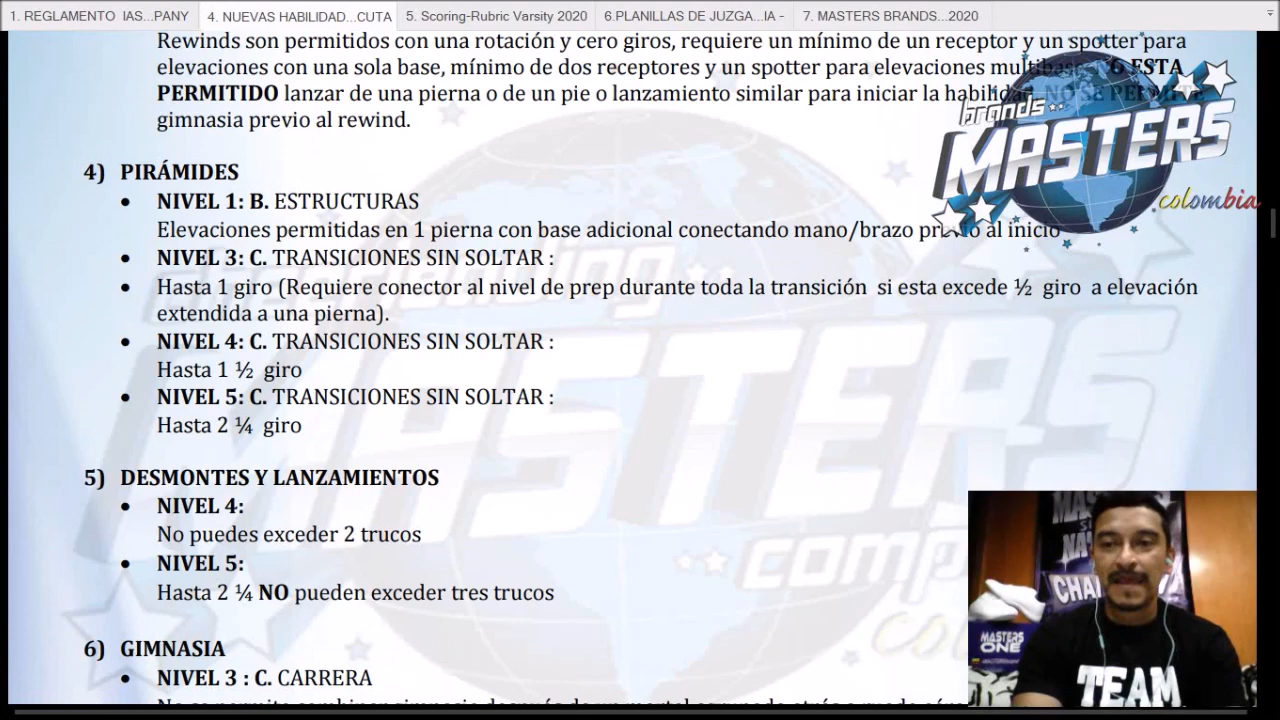 1. REGLAMENTO IAS...PANY
4. NUEVAS HABILIDAD...CUTA
5. Scoring-Rubric Varsity 2020
6.PLANILLAS DE JUZGA...IA -
7. MASTERS BRANDS...2020
Rewinds son permitidos con una rotación y cero giros, requiere un mínimo de un receptor y un spotter para
elevaciones con una sola base, mínimo de dos receptores y un spotter para elevaciones ESTA
PERMITIDO lanzar de una pierna o de un pie o lanzamiento similar para iniciar la NO SE PERMITE
gimnasia previo al rewind.
brands
MASTERS
colombia
4) PIRÁMIDES
• NIVEL 1: B. ESTRUCTURAS
Elevaciones permitidas en 1 pierna con base adicional conectando mano/brazo al inicio
• NIVEL 3: C. TRANSICIONES SIN SOLTAR :
• Hasta 1 giro (Requiere conector al nivel de prep durante toda la transición si esta excede ½ giro a elevación
extendida a una pierna).
• NIVEL 4: C. TRANSICIONES SIN SOLTAR :
Hasta 1 ½ giro
• NIVEL 5: C. TRANSICIONES SIN SOLTAR :
Hasta 2 ¼ giro
5) DESMONTES Y LANZAMIENTOS
• NIVEL 4:
No puedes exceder 2 trucos
• NIVEL 5:
Hasta 2 ¼ NO pueden exceder tres trucos
6) GIMNASIA
• NIVEL 3 : C. CARRERA
cheerleading
MASTERS
MASTERS
ONE
TEAM